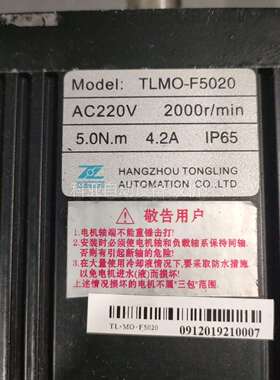 Model: TLMO-F5020
AC220V 2000r/min
5.0N.m 4.2A IP65
HANGZHOU TONGLING
AUTOMATION CO.,LTD
敬告用户
1.电机轴端不能重锤击打!
2.安装时必须使电机轴和负载轴系保持同轴,
否则有引起断轴的危险!
3.在大量使用冷却液情况下,要采取防水措施,
以免电机进水(液)而损坏!
上述情况损坏的电机不属"三包"范围。
TL-MO-F5020
0912019210007